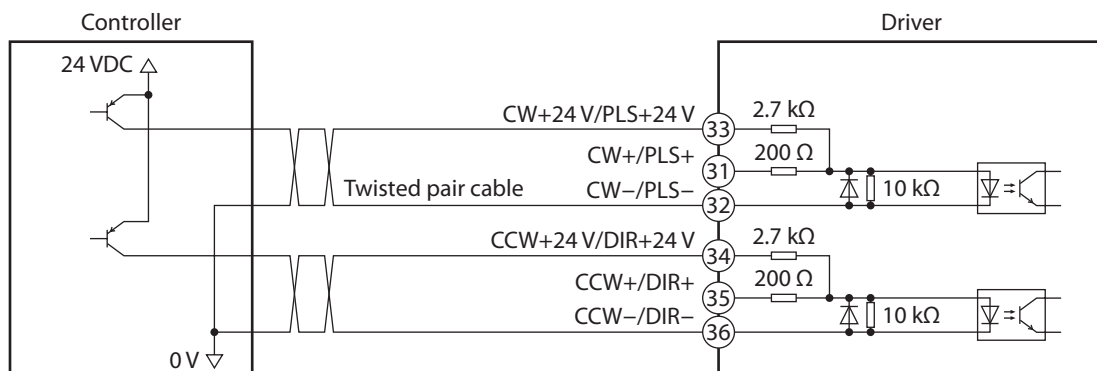 Controller
Driver
24 VDC
CW+24 V/PLS+24 V
33
2.7 kΩ
CW+/PLS+
31
200 Ω
Twisted pair cable
CW−/PLS−
32
10 kΩ
CCW+24 V/DIR+24 V
34
2.7 kΩ
CCW+/DIR+
35
200 Ω
CCW−/DIR−
36
10 kΩ
0 V